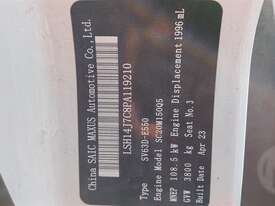 China SAIC MAXUS Automotive Co., Ltd.
LSH14J7C8PA119210
Type SV63D-E550
Engine Model SC20M150Q5
MNEP 108.5 kW Engine Displacement 1996 mL
GVW 3800 kg Seat No. 3
Built Date Apr 23